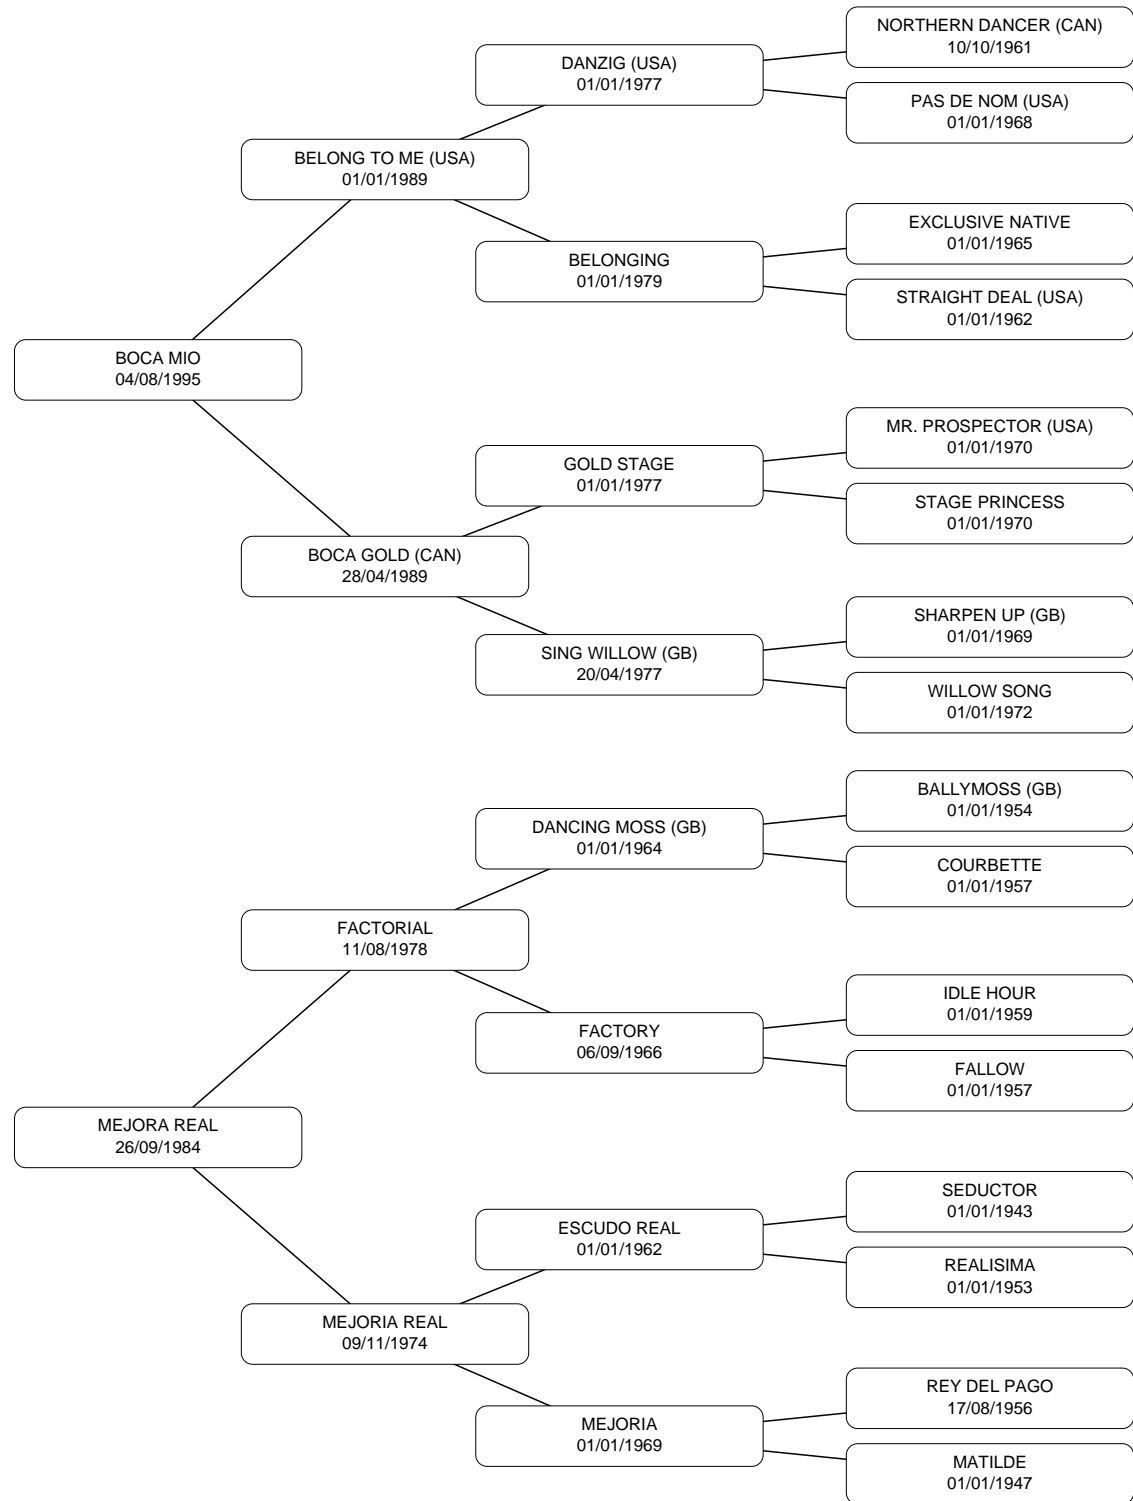 NORTHERN DANCER (CAN)
10/10/1961
DANZIG (USA)
01/01/1977
PAS DE NOM (USA)
01/01/1968
BELONG TO ME (USA)
01/01/1989
EXCLUSIVE NATIVE
01/01/1965
BELONGING
01/01/1979
STRAIGHT DEAL (USA)
01/01/1962
BOCA MIO
04/08/1995
MR. PROSPECTOR (USA)
01/01/1970
GOLD STAGE
01/01/1977
STAGE PRINCESS
01/01/1970
BOCA GOLD (CAN)
28/04/1989
SHARPEN UP (GB)
01/01/1969
SING WILLOW (GB)
20/04/1977
WILLOW SONG
01/01/1972
BALLYMOSS (GB)
01/01/1954
DANCING MOSS (GB)
01/01/1964
COURBETTE
01/01/1957
FACTORIAL
11/08/1978
IDLE HOUR
01/01/1959
FACTORY
06/09/1966
FALLOW
01/01/1957
MEJORA REAL
26/09/1984
SEDUCTOR
01/01/1943
ESCUDO REAL
01/01/1962
REALISIMA
01/01/1953
MEJORIA REAL
09/11/1974
REY DEL PAGO
17/08/1956
MEJORIA
01/01/1969
MATILDE
01/01/1947